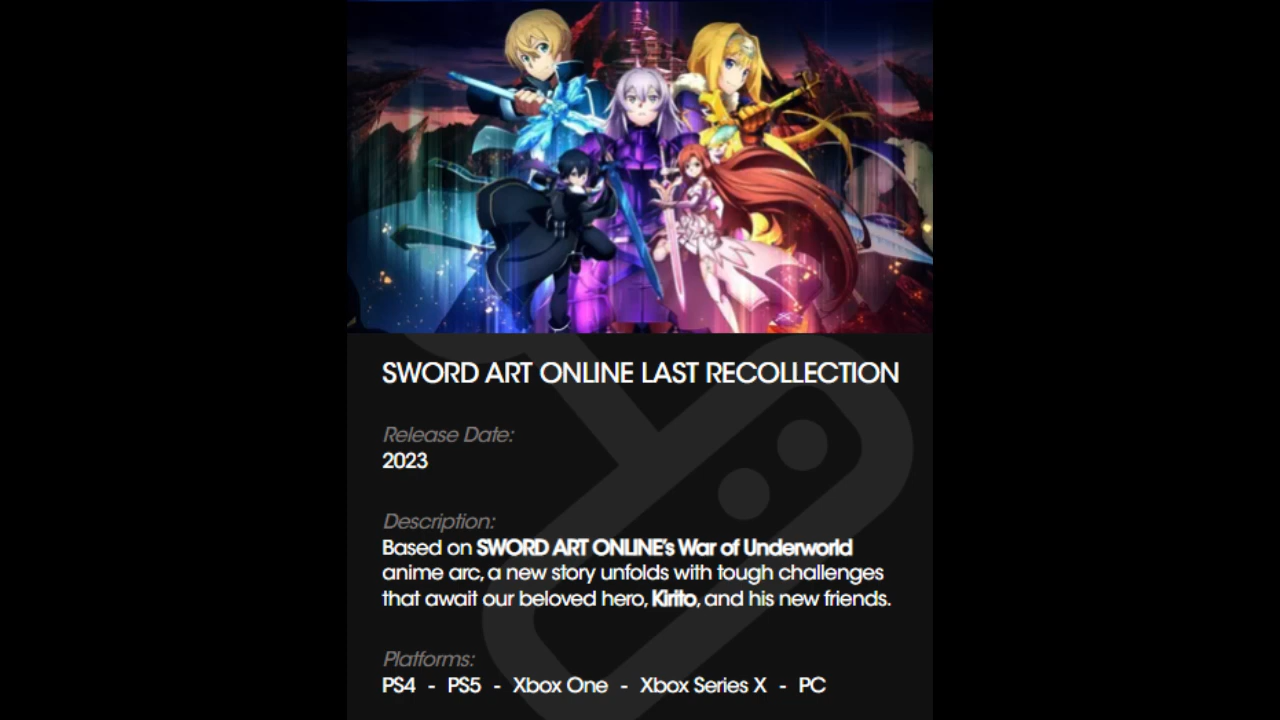 SWORD ART ONLINE LAST RECOLLECTION
Release Date:
2023
Description:
Based on SWORD ART ONLINE's War of Underworld
anime arc, a new story unfolds with tough challenges
that await our beloved hero, Kirito, and his new friends.
Platforms:
PS4 - PS5 - Xbox One - Xbox Series X - PC